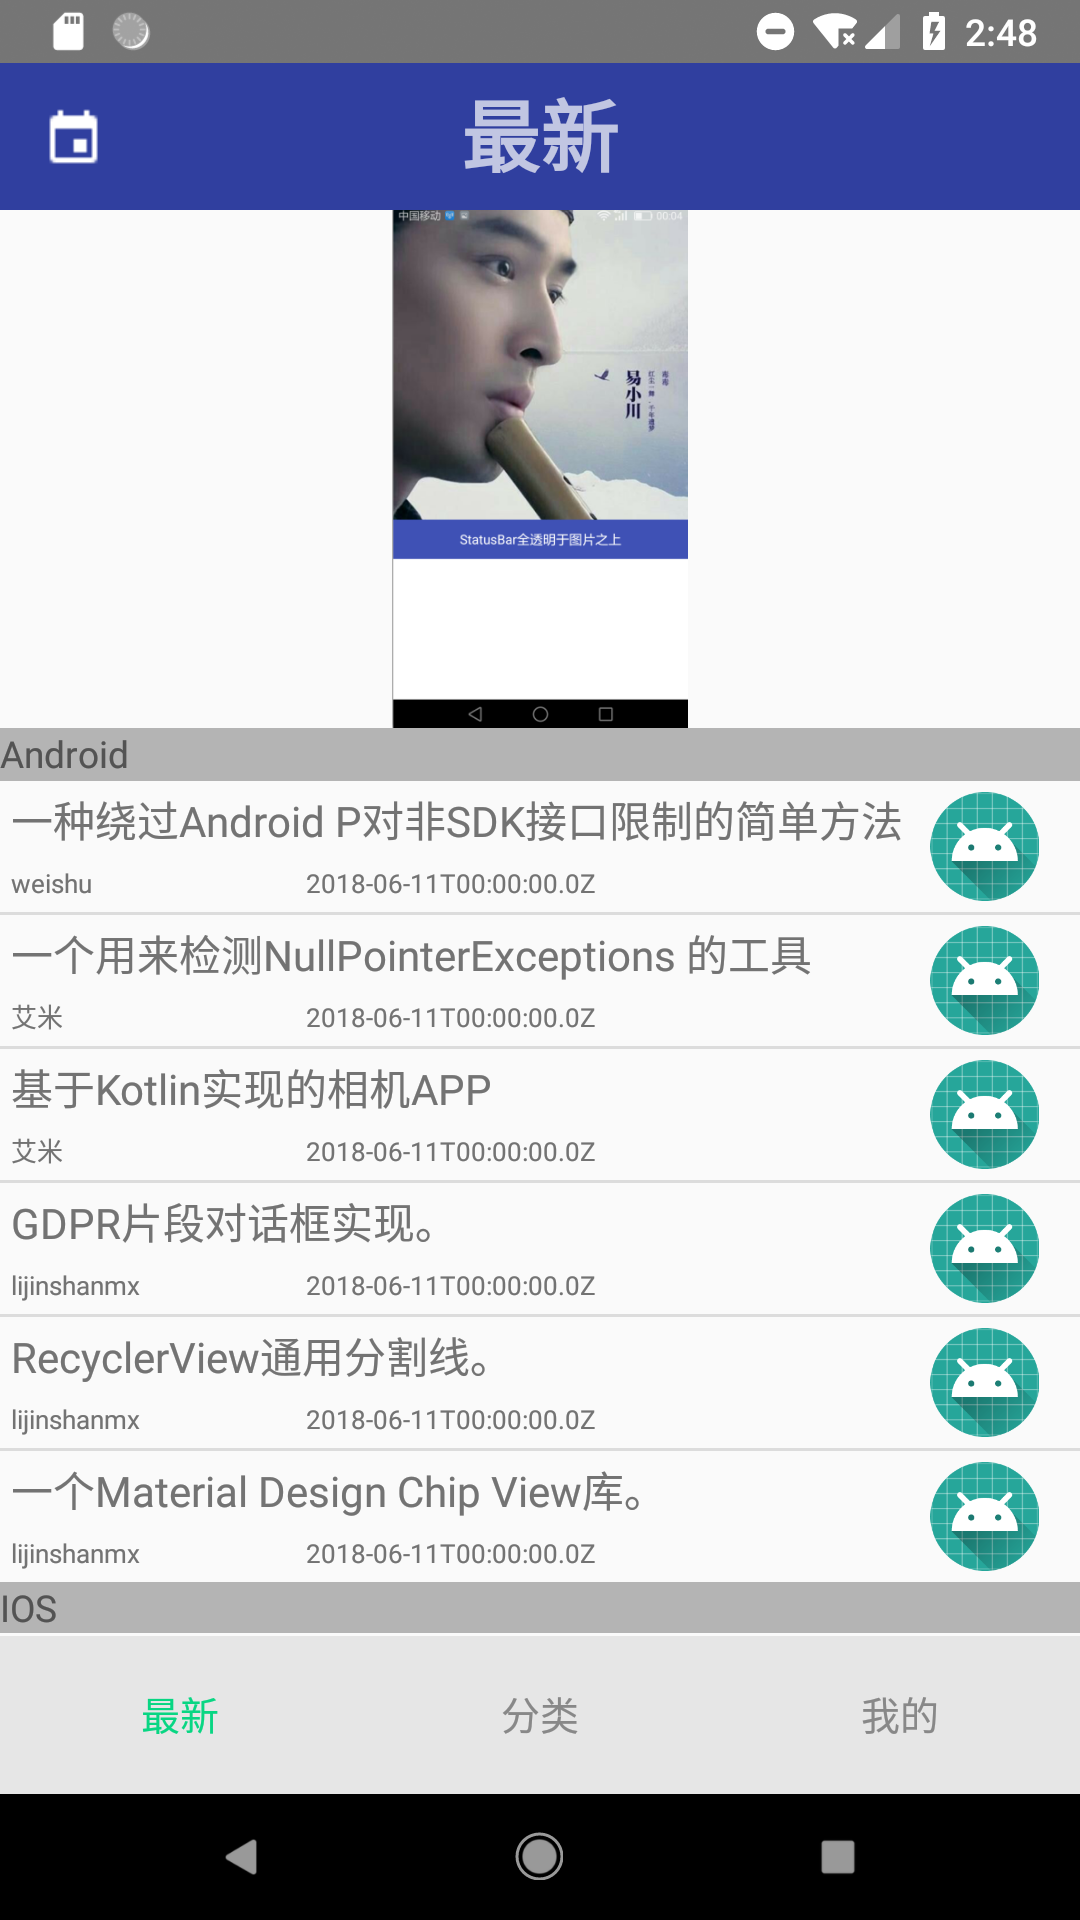 2:48
最新
中国移动 00:04
易小川
StatusBar全透明于图片之上
Android
一种绕过Android P对非SDK接口限制的简单方法
weishu 2018-06-11T00:00:00.0Z
一个用来检测NullPointerExceptions 的工具
艾米 2018-06-11T00:00:00.0Z
基于Kotlin实现的相机APP
艾米 2018-06-11T00:00:00.0Z
GDPR片段对话框实现。
lijinshanmx 2018-06-11T00:00:00.0Z
RecyclerView通用分割线。
lijinshanmx 2018-06-11T00:00:00.0Z
一个Material Design Chip View库。
lijinshanmx 2018-06-11T00:00:00.0Z
IOS
最新 分类 我的